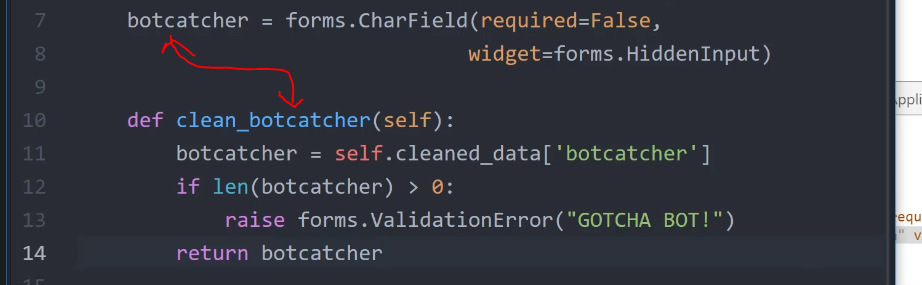 7 botcatcher = forms.CharField(required=False,
8 widget=forms.HiddenInput)
9
10 def clean_botcatcher(self):
11 botcatcher = self.cleaned_data['botcatcher']
12 if len(botcatcher) > 0:
13 raise forms.ValidationError("GOTCHA BOT!")
14 return botcatcher
Appli
equ
" v